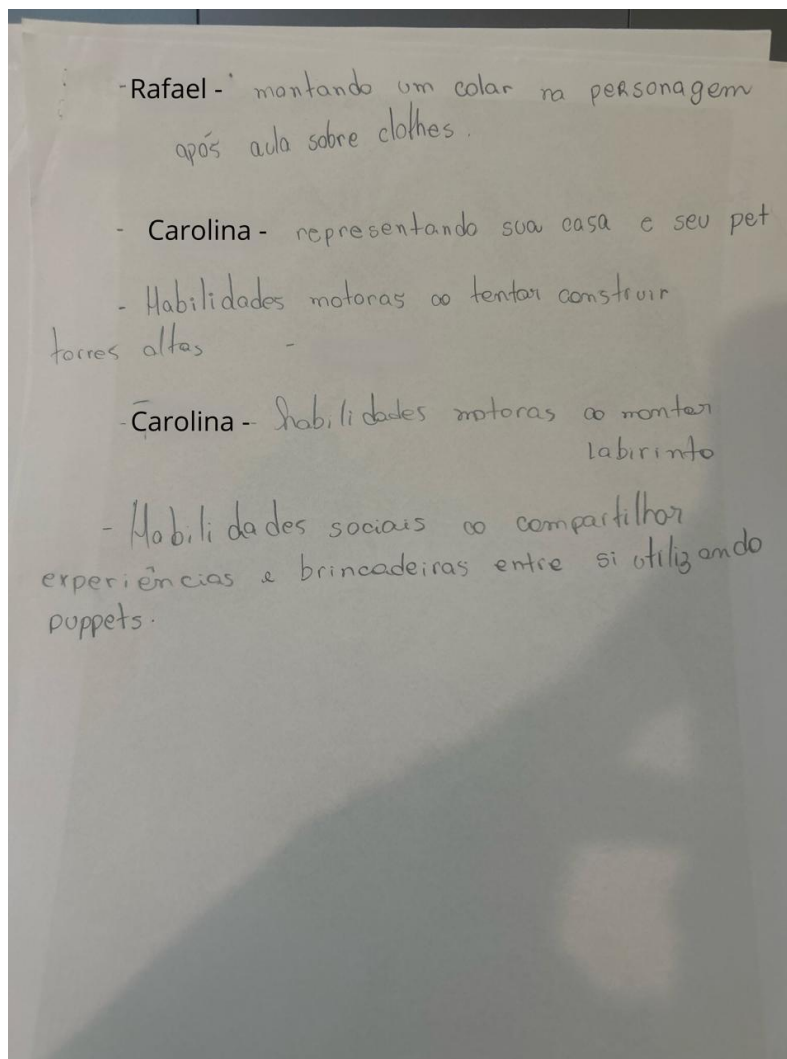 - Rafael - montando um colar na personagem
após aula sobre clothes.
- Carolina - representando sua casa e seu pet
- Habilidades motoras ao tentar construir
torres altas -
- Carolina - habilidades motoras ao montar
labirinto
- Habilidades sociais ao compartilhar
experiências e brincadeiras entre si utilizando
puppets.